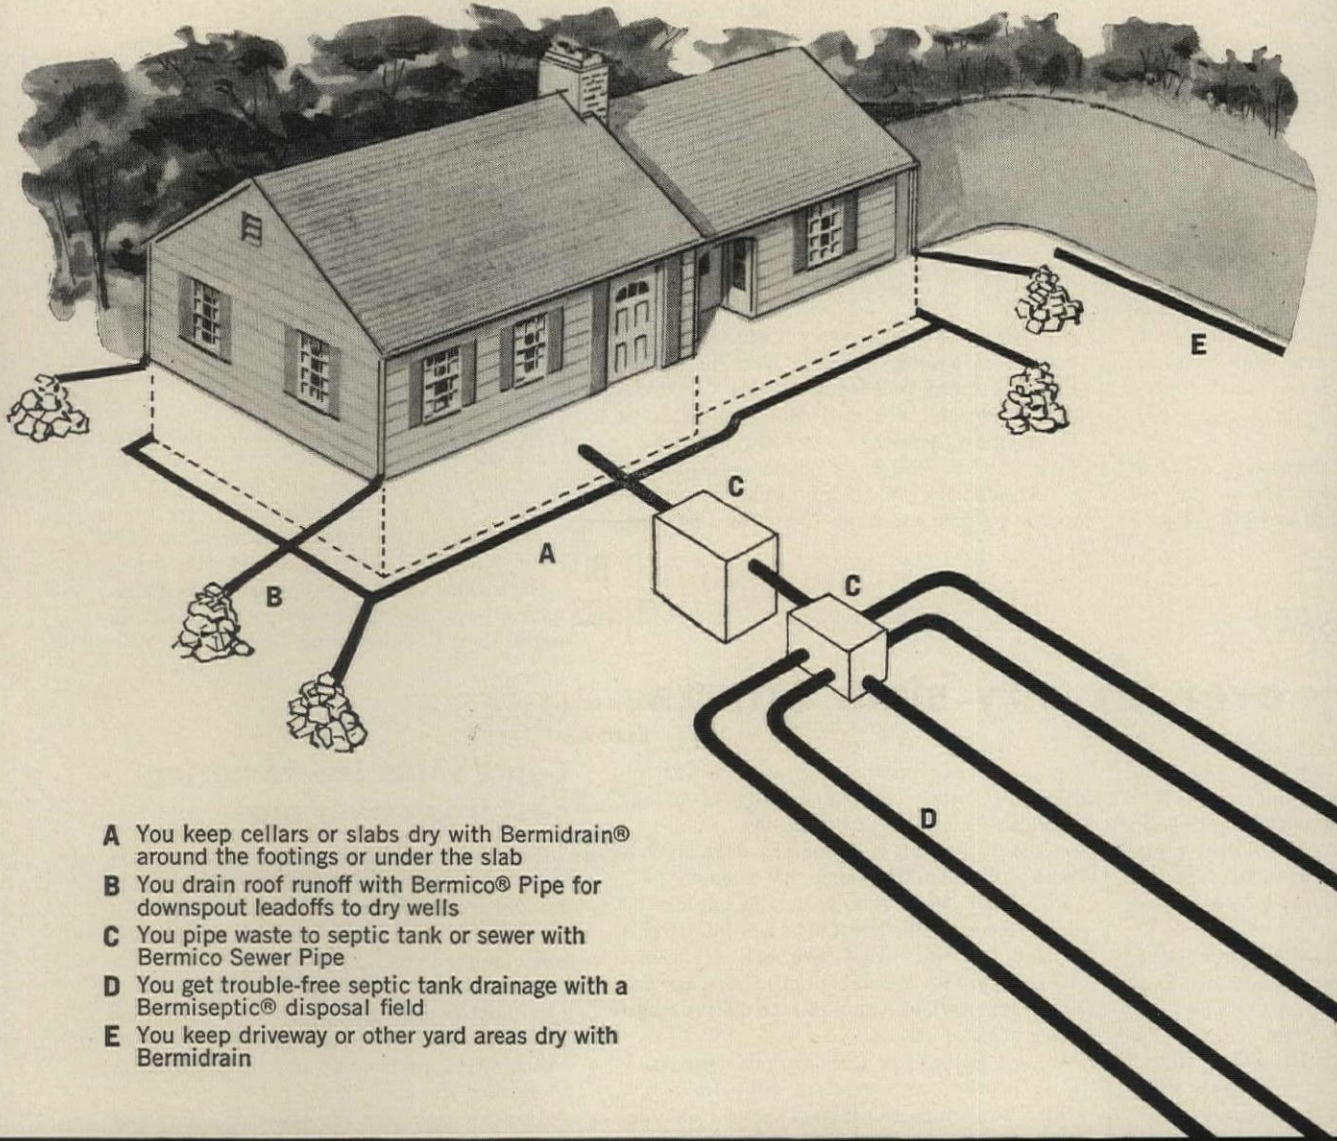 E
C
A
C
B
D
A You keep cellars or slabs dry with Bermidrain®
around the footings or under the slab
B You drain roof runoff with Bermico® Pipe for
downspout leadoffs to dry wells
C You pipe waste to septic tank or sewer with
Bermico Sewer Pipe
D You get trouble-free septic tank drainage with a
Bermiseptic® disposal field
E You keep driveway or other yard areas dry with
Bermidrain